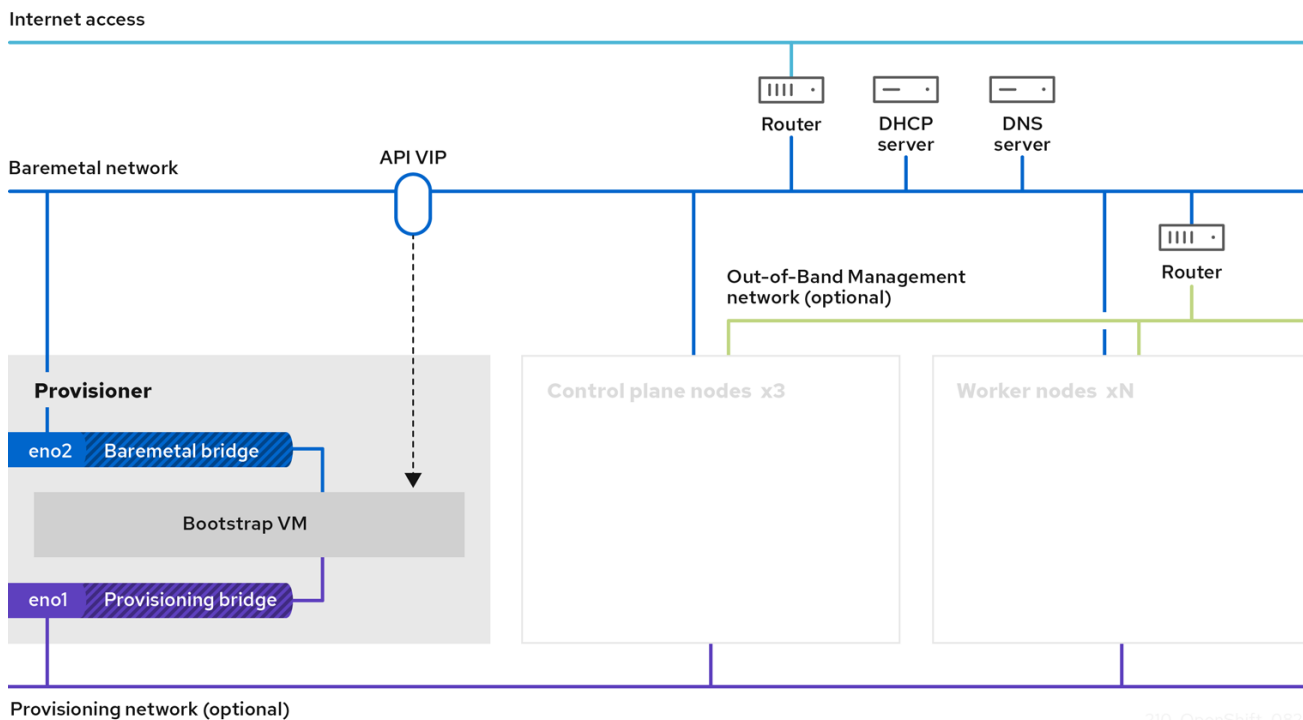 Internet access
Router
DHCP
server
DNS
server
Baremetal network
API VIP
Router
Out-of-Band Management
network (optional)
Provisioner
Control plane nodes x3
Worker nodes xN
eno2
Baremetal bridge
Bootstrap VM
eno1
Provisioning bridge
Provisioning network (optional)